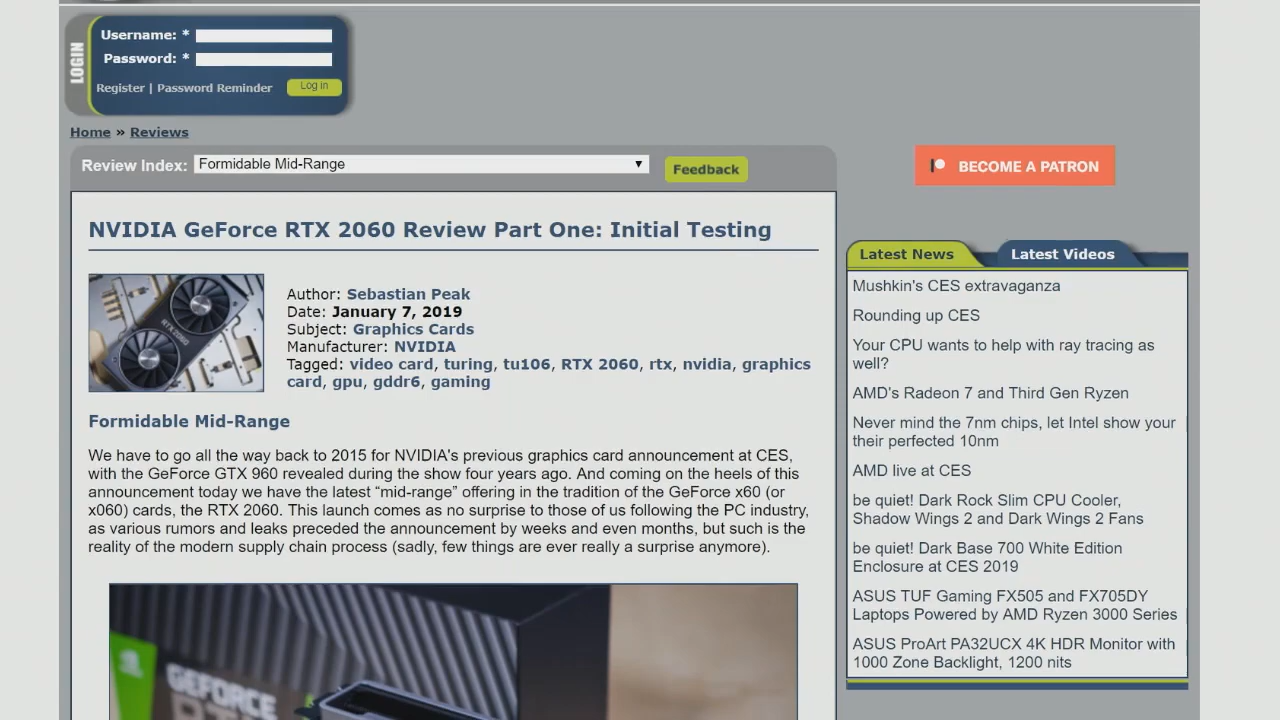 LOGIN
Username: *
Password: *
Register | Password Reminder
Log in
Home » Reviews
Review Index:
Formidable Mid-Range
Feedback
BECOME A PATRON
NVIDIA GeForce RTX 2060 Review Part One: Initial Testing
RTX 2060
Author: Sebastian Peak
Date: January 7, 2019
Subject: Graphics Cards
Manufacturer: NVIDIA
Tagged: video card, turing, tu106, RTX 2060, rtx, nvidia, graphics
card, gpu, gddr6, gaming
Formidable Mid-Range
We have to go all the way back to 2015 for NVIDIA's previous graphics card announcement at CES,
with the GeForce GTX 960 revealed during the show four years ago. And coming on the heels of this
announcement today we have the latest “mid-range” offering in the tradition of the GeForce x60 (or
x060) cards, the RTX 2060. This launch comes as no surprise to those of us following the PC industry,
as various rumors and leaks preceded the announcement by weeks and even months, but such is the
reality of the modern supply chain process (sadly, few things are ever really a surprise anymore).
GEFORCE
RTX
Latest News
Latest Videos
Mushkin's CES extravaganza
Rounding up CES
Your CPU wants to help with ray tracing as
well?
AMD's Radeon 7 and Third Gen Ryzen
Never mind the 7nm chips, let Intel show your
their perfected 10nm
AMD live at CES
be quiet! Dark Rock Slim CPU Cooler,
Shadow Wings 2 and Dark Wings 2 Fans
be quiet! Dark Base 700 White Edition
Enclosure at CES 2019
ASUS TUF Gaming FX505 and FX705DY
Laptops Powered by AMD Ryzen 3000 Series
ASUS ProArt PA32UCX 4K HDR Monitor with
1000 Zone Backlight, 1200 nits